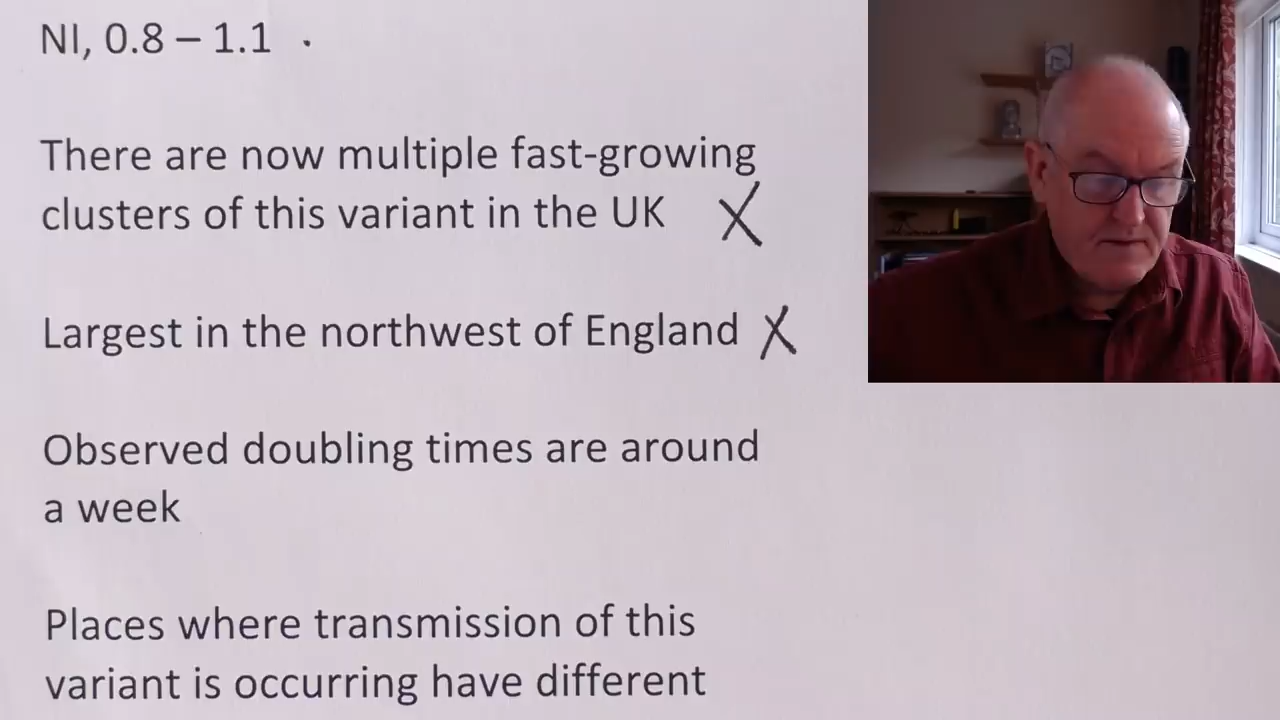 NI, 0.8 – 1.1 .
There are now multiple fast-growing
clusters of this variant in the UK X
Largest in the northwest of England X
Observed doubling times are around
a week
Places where transmission of this
variant is occurring have different